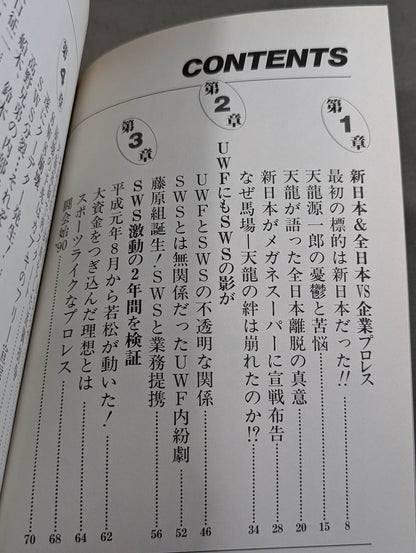 CONTENTS
第1章
新日本&全日本VS企業プロレス
最初の標的は新日本だった!! 8
天龍源一郎の憂鬱と苦悩 15
天龍が語った全日本離脱の真意 20
新日本がメガネスーパーに宣戦布告 28
なぜ馬場—天龍の絆は崩れたのか!? 34
第2章
UWFにもSWSの影が
UWFとSWSの不透明な関係 46
SWSとは無関係だったUWF内紛劇 52
藤原組誕生!SWSと業務提携 56
第3章
SWS激動の2年間を検証
平成元年8月から若松が動いた! 62
大資金をつぎ込んだ理想とは 64
スポーツライクなプロレス 68
闘会始'90 70